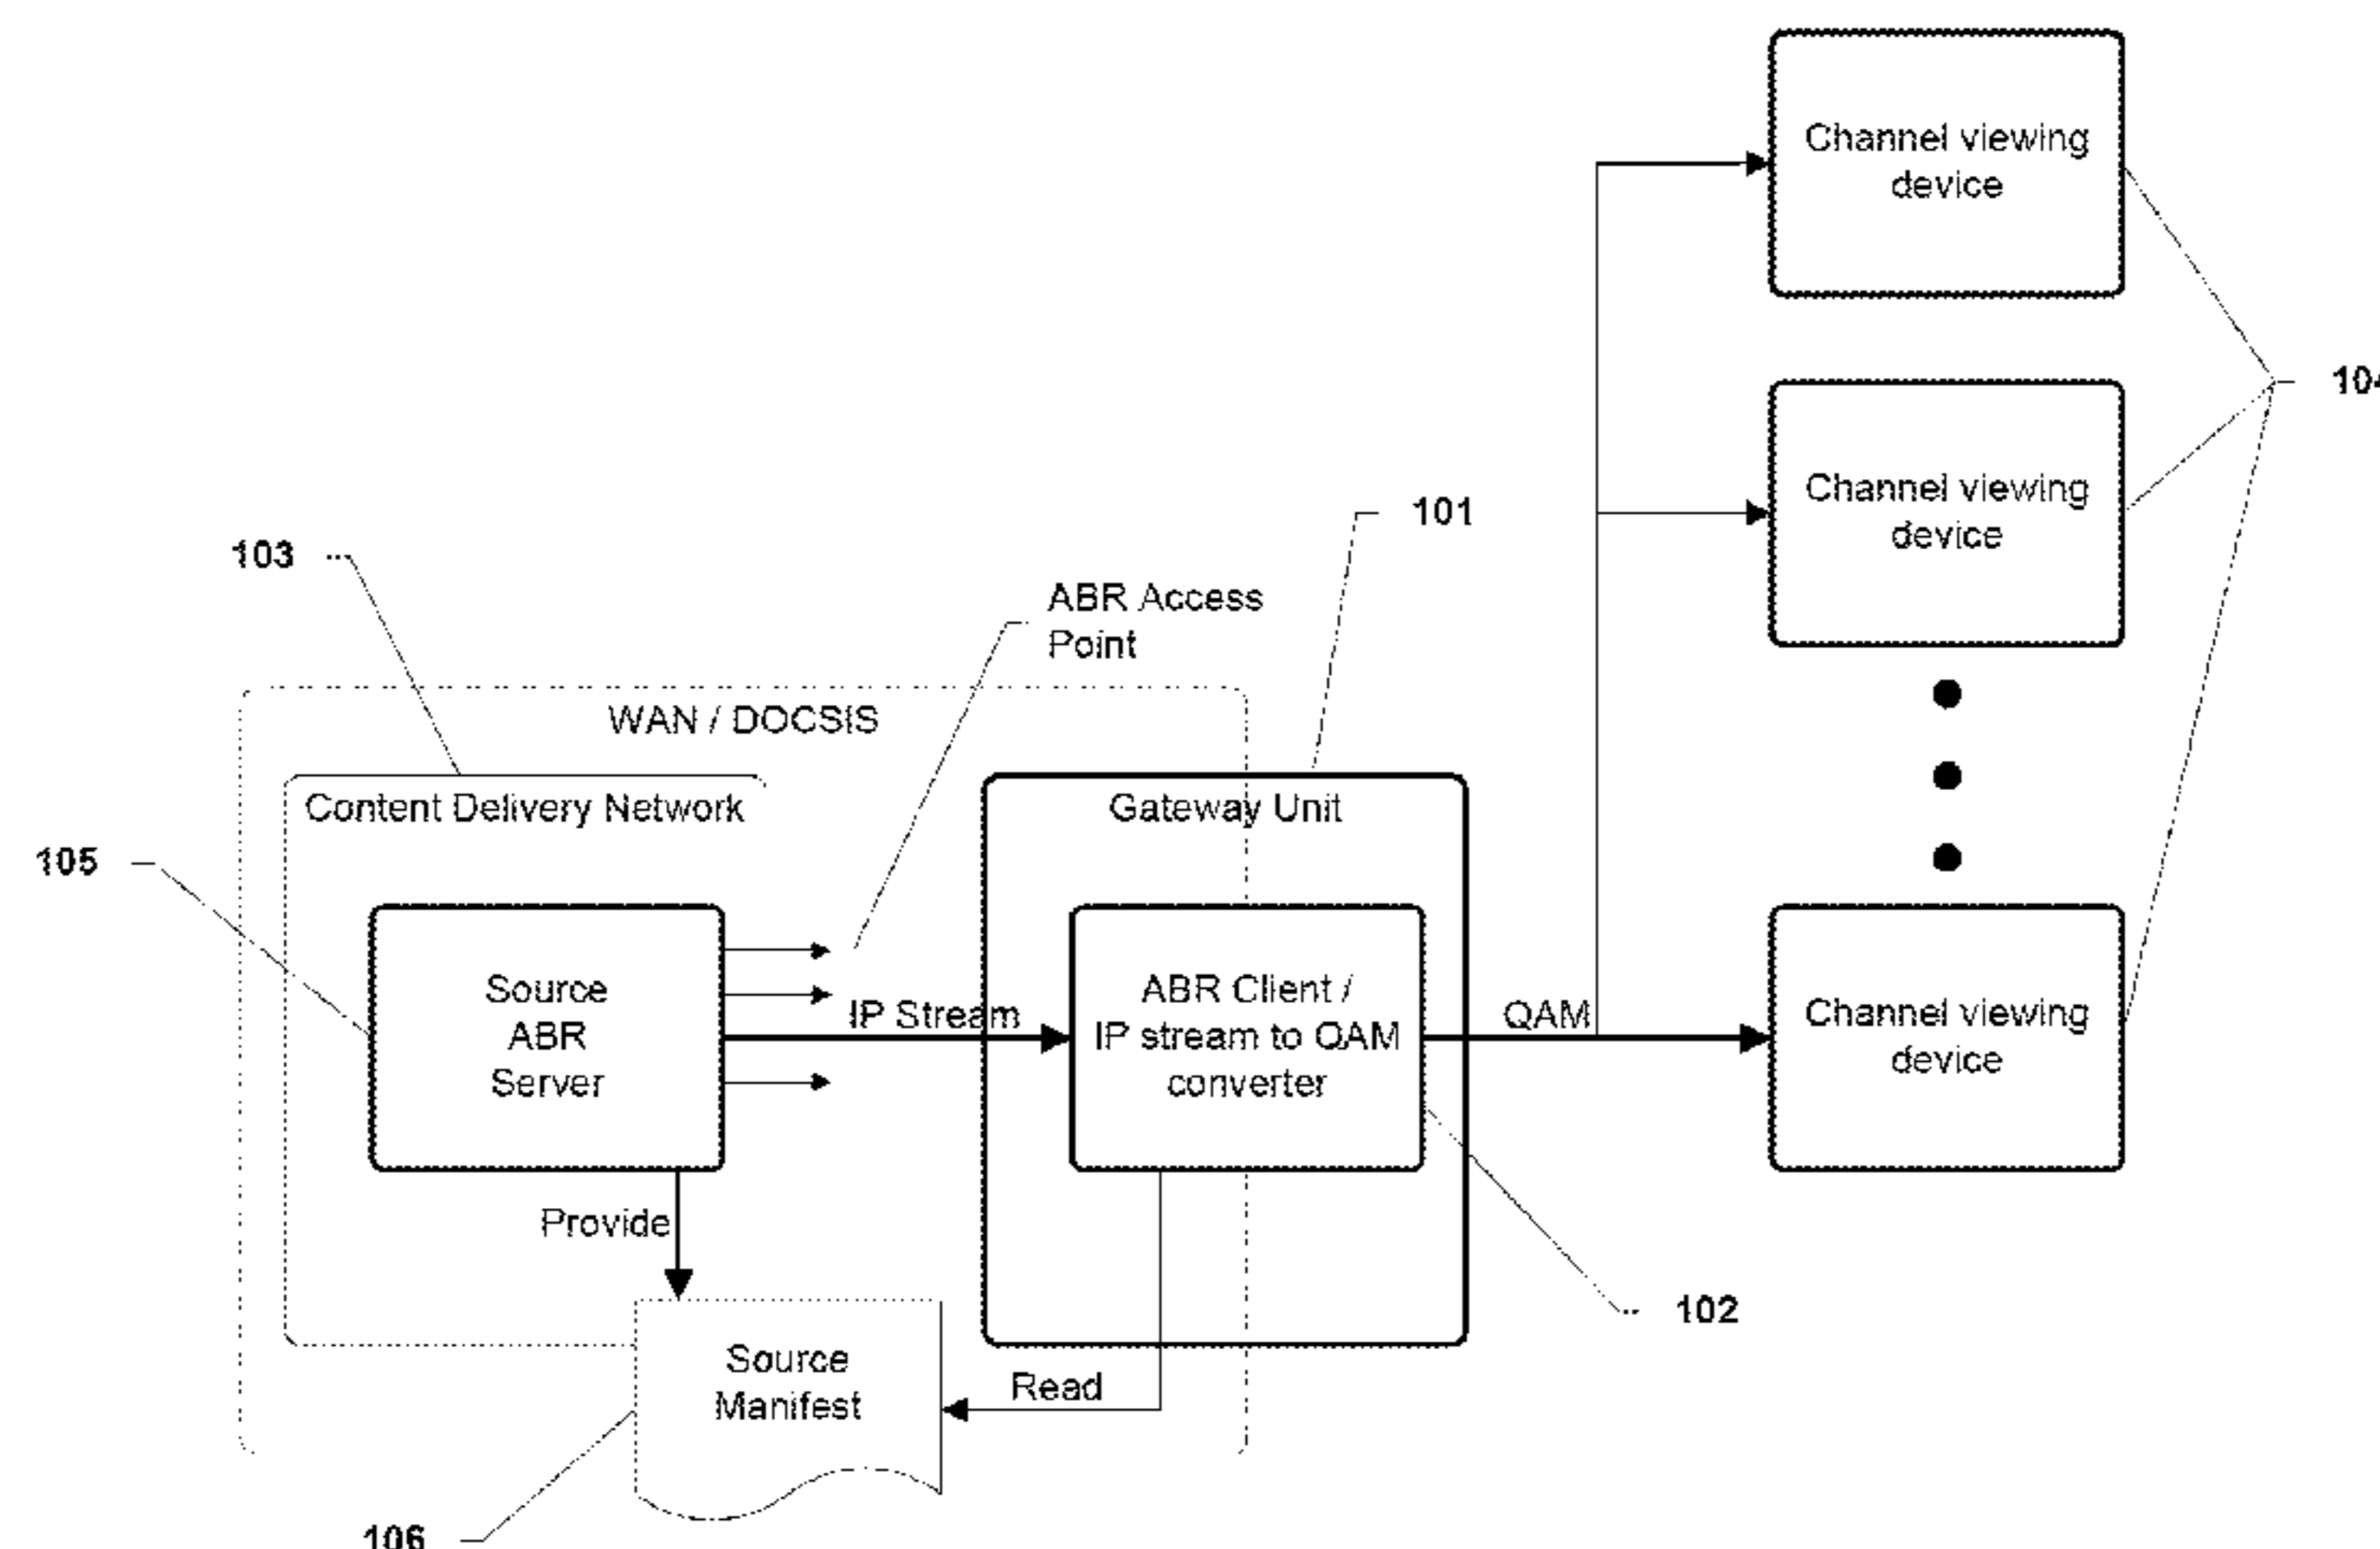 Channel viewing
device
104
Channel viewing
device
101
103
ABR Access
Point
WAN / DOCSIS
Content Delivery Network
Gateway Unit
105
Source
ABR
Server
IP Stream
ABR Client /
IP stream to QAM
converter
QAM
Channel viewing
device
Provide
102
Source
Manifest
Read
106